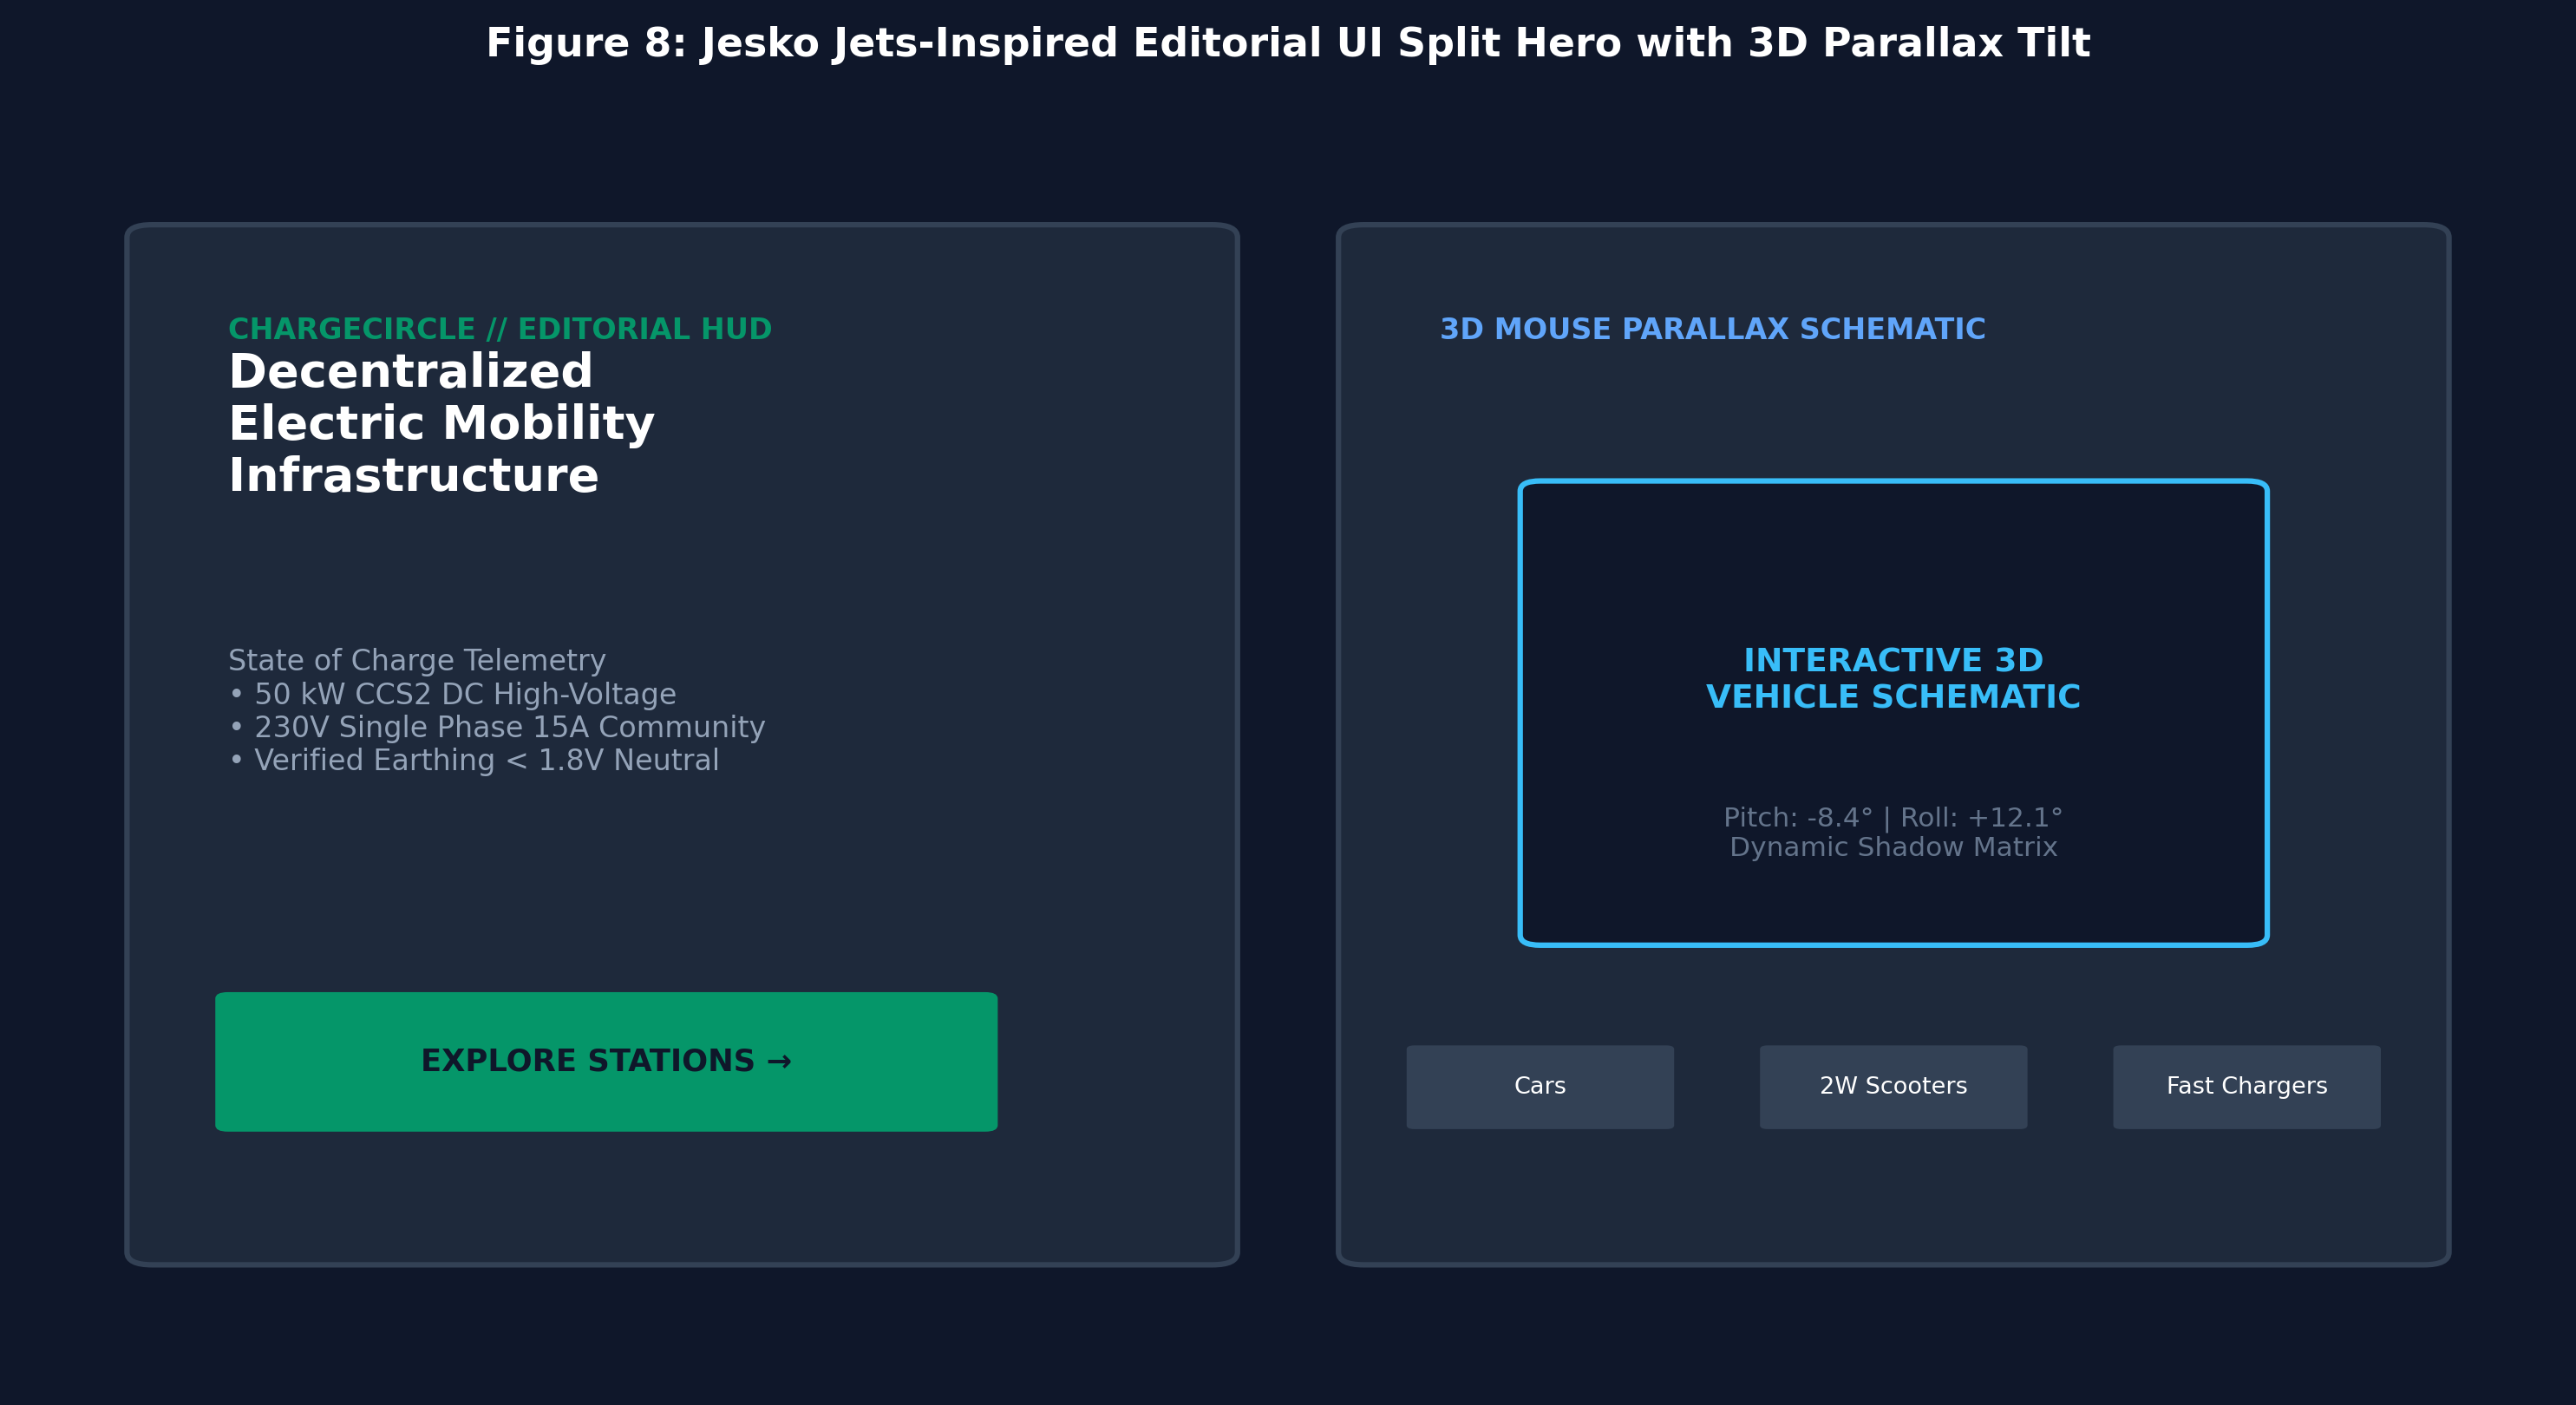 Figure 8: Jesko Jets-Inspired Editorial UI Split Hero with 3D Parallax Tilt
CHARGECIRCLE // EDITORIAL HUD
Decentralized
Electric Mobility
Infrastructure
State of Charge Telemetry
• 50 kW CCS2 DC High-Voltage
• 230V Single Phase 15A Community
• Verified Earthing < 1.8V Neutral
EXPLORE STATIONS →
3D MOUSE PARALLAX SCHEMATIC
INTERACTIVE 3D
VEHICLE SCHEMATIC
Pitch: -8.4° | Roll: +12.1°
Dynamic Shadow Matrix
Cars
2W Scooters
Fast Chargers